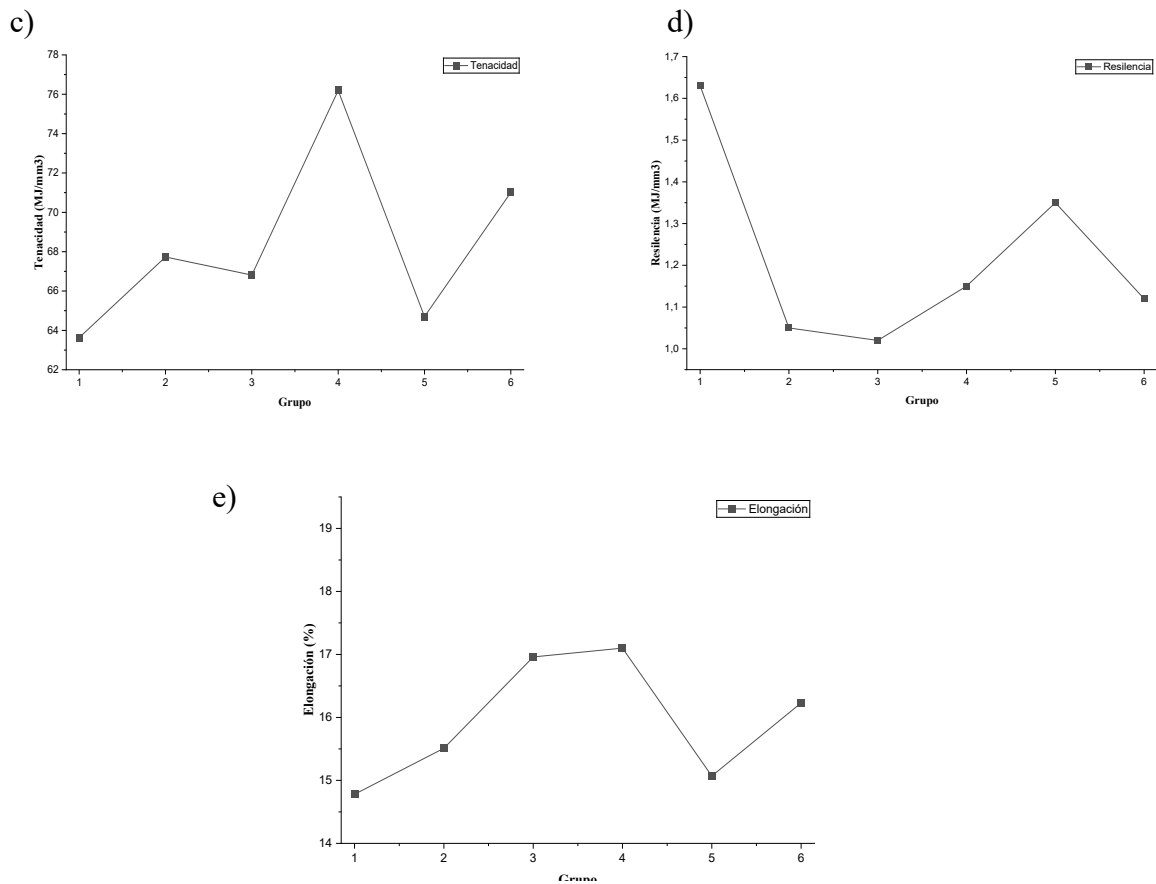 c)
Tenacidad
Tenacidad (MJ/mm3)
78
76
74
72
70
68
66
64
62
1 2 3 4 5 6
Grupo
d)
Resilencia
Resilencia (MJ/mm3)
1,7
1,6
1,5
1,4
1,3
1,2
1,1
1,0
1 2 3 4 5 6
Grupo
e)
Elongación
Elongación (%)
19
18
17
16
15
14
1 2 3 4 5 6
Grupo